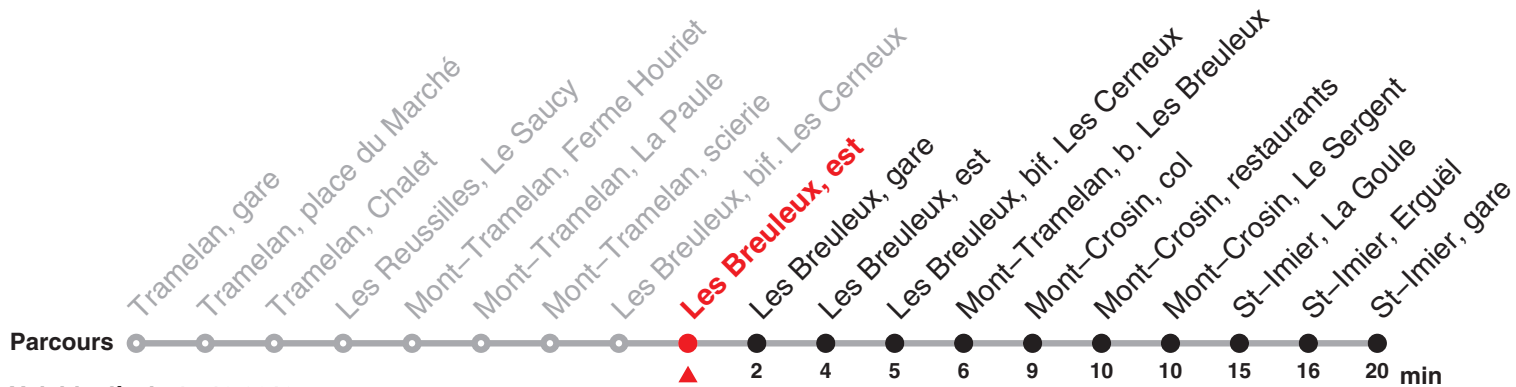 Tramelan, gare
Tramelan, place du Marché
Tramelan, Chalet
Les Reussilles, Le Saucy
Mont–Tramelan, Ferme Houriet
Mont–Tramelan, La Paule
Mont–Tramelan, scierie
Les Breuleux, bif. Les Cerneux
Les Breuleux, est
Les Breuleux, gare
Les Breuleux, est
Les Breuleux, bif. Les Cerneux
Mont–Tramelan, b. Les Breuleux
Mont–Crosin, col
Mont–Crosin, restaurants
Mont–Crosin, Le Sergent
St–Imier, La Goule
St–Imier, Erguël
St–Imier, gare
Parcours
2 4 5 6 9 10 10 15 16 20 min